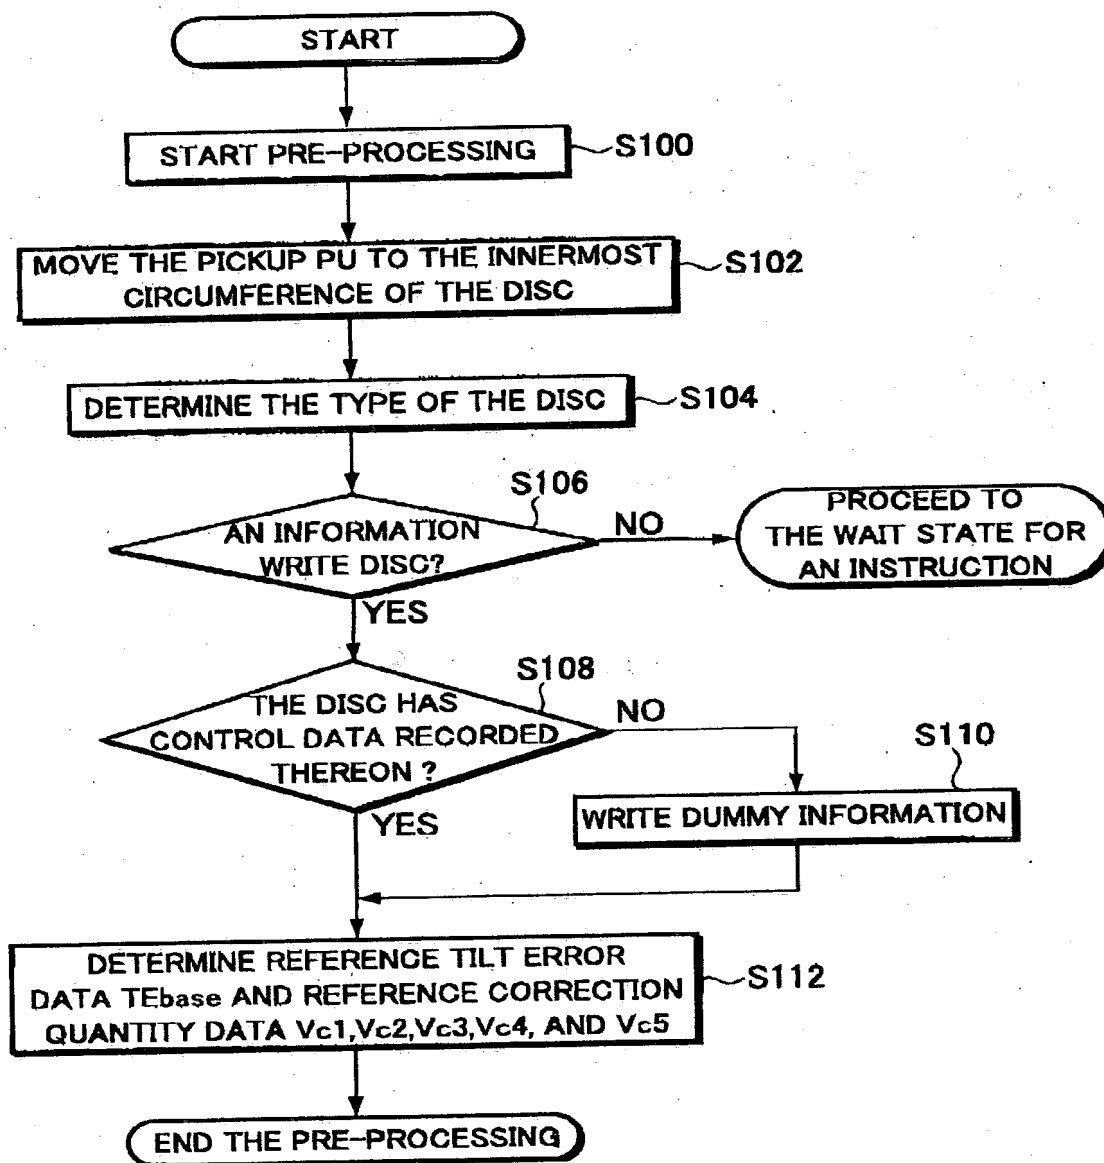 START
START PRE-PROCESSING
S100
MOVE THE PICKUP PU TO THE INNERMOST
CIRCUMFERENCE OF THE DISC
S102
DETERMINE THE TYPE OF THE DISC
S104
S106
AN INFORMATION
WRITE DISC?
NO
PROCEED TO
THE WAIT STATE FOR
AN INSTRUCTION
YES
S108
THE DISC HAS
CONTROL DATA RECORDED
THEREON ?
NO
S110
WRITE DUMMY INFORMATION
YES
DETERMINE REFERENCE TILT ERROR
DATA TEbase AND REFERENCE CORRECTION
QUANTITY DATA Vc1,Vc2,Vc3,Vc4, AND Vc5
S112
END THE PRE-PROCESSING